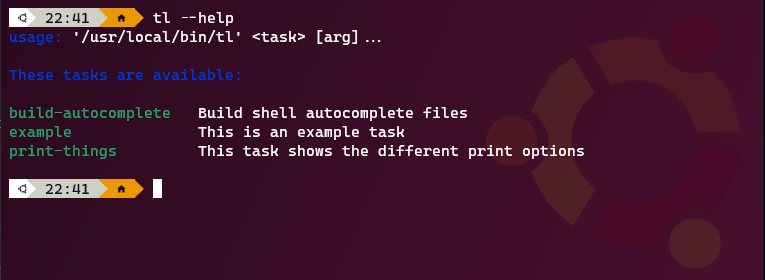 22:41 tl --help
usage: '/usr/local/bin/tl' <task> [arg]...
These tasks are available:
build-autocomplete Build shell autocomplete files
example This is an example task
print-things This task shows the different print options
22:41